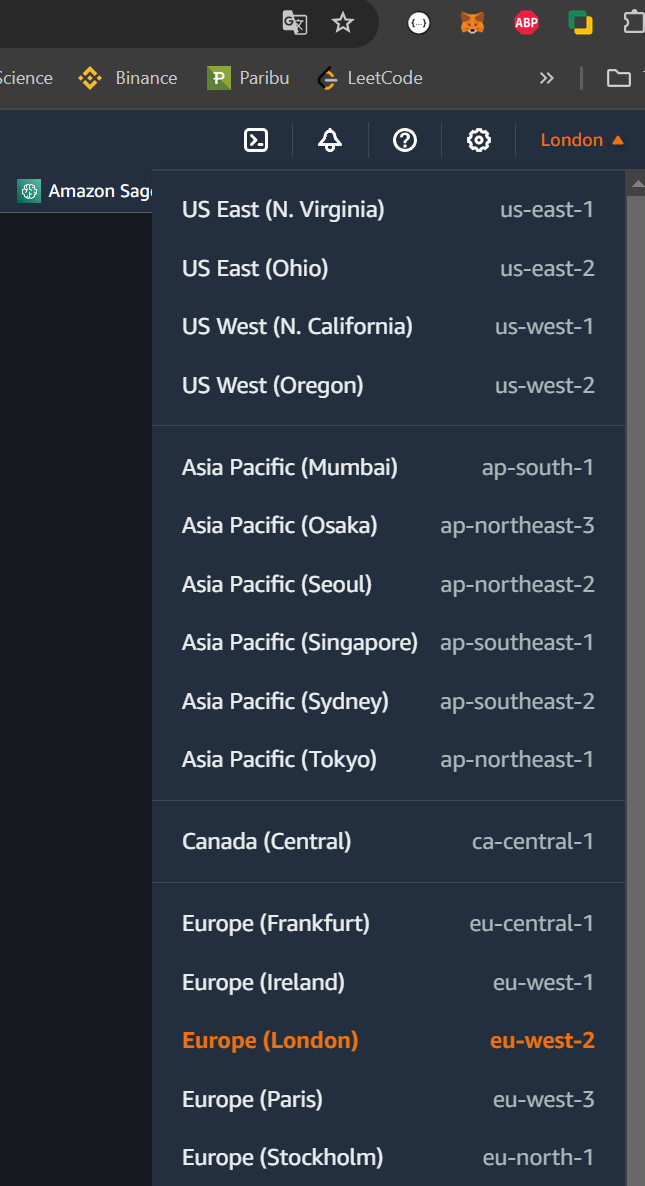 ABP
Science Binance Paribu LeetCode
London
Amazon Sage
US East (N. Virginia) us-east-1
US East (Ohio) us-east-2
US West (N. California) us-west-1
US West (Oregon) us-west-2
Asia Pacific (Mumbai) ap-south-1
Asia Pacific (Osaka) ap-northeast-3
Asia Pacific (Seoul) ap-northeast-2
Asia Pacific (Singapore) ap-southeast-1
Asia Pacific (Sydney) ap-southeast-2
Asia Pacific (Tokyo) ap-northeast-1
Canada (Central) ca-central-1
Europe (Frankfurt) eu-central-1
Europe (Ireland) eu-west-1
Europe (London) eu-west-2
Europe (Paris) eu-west-3
Europe (Stockholm) eu-north-1